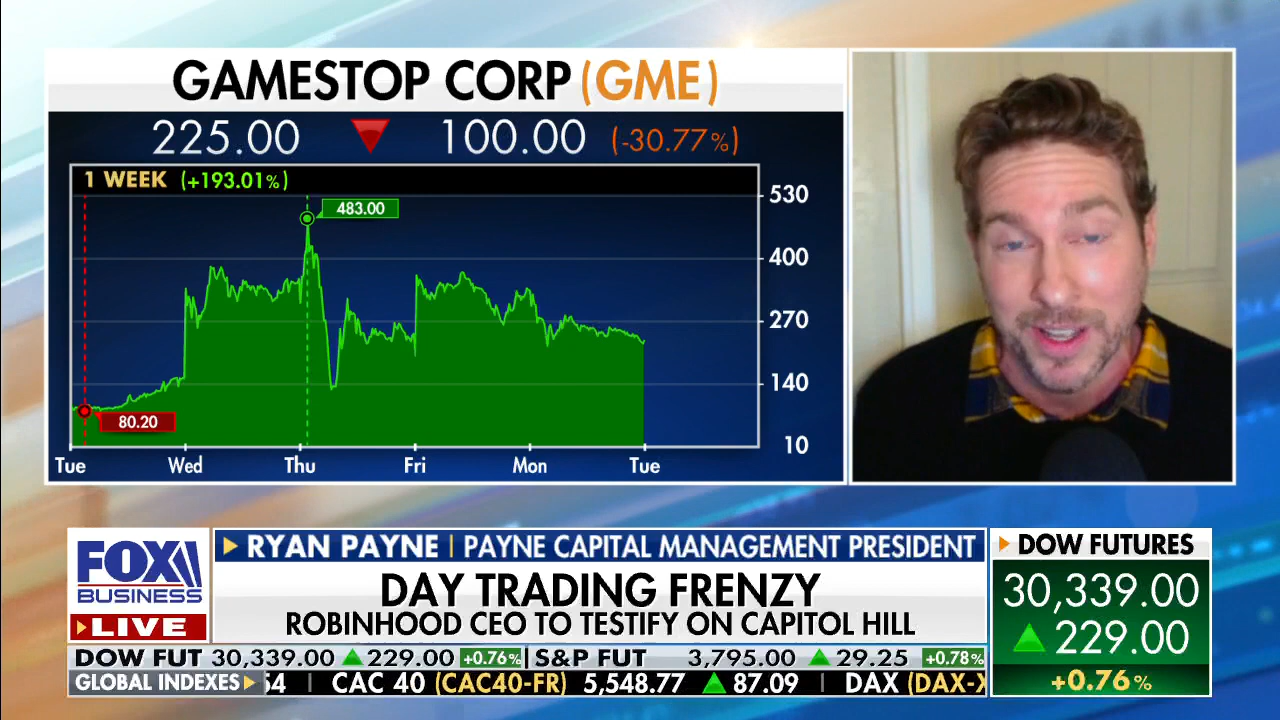 GAMESTOP CORP (GME)
225.00 ▼ 100.00 (-30.77%)
1 WEEK (+193.01%)
530
483.00
400
270
140
80.20
10
Tue Wed Thu Fri Mon Tue
FOX
BUSINESS
LIVE
RYAN PAYNE | PAYNE CAPITAL MANAGEMENT PRESIDENT
DAY TRADING FRENZY
ROBINHOOD CEO TO TESTIFY ON CAPITOL HILL
DOW FUTURES
30,339.00
▲ 229.00
+0.76%
DOW FUT 30,339.00 ▲ 229.00 +0.76% | S&P FUT 3,795.00 ▲ 29.25 +0.78%
GLOBAL INDEXES 54 | CAC 40 (CAC40-FR) 5,548.77 ▲ 87.09 | DAX (DAX-X